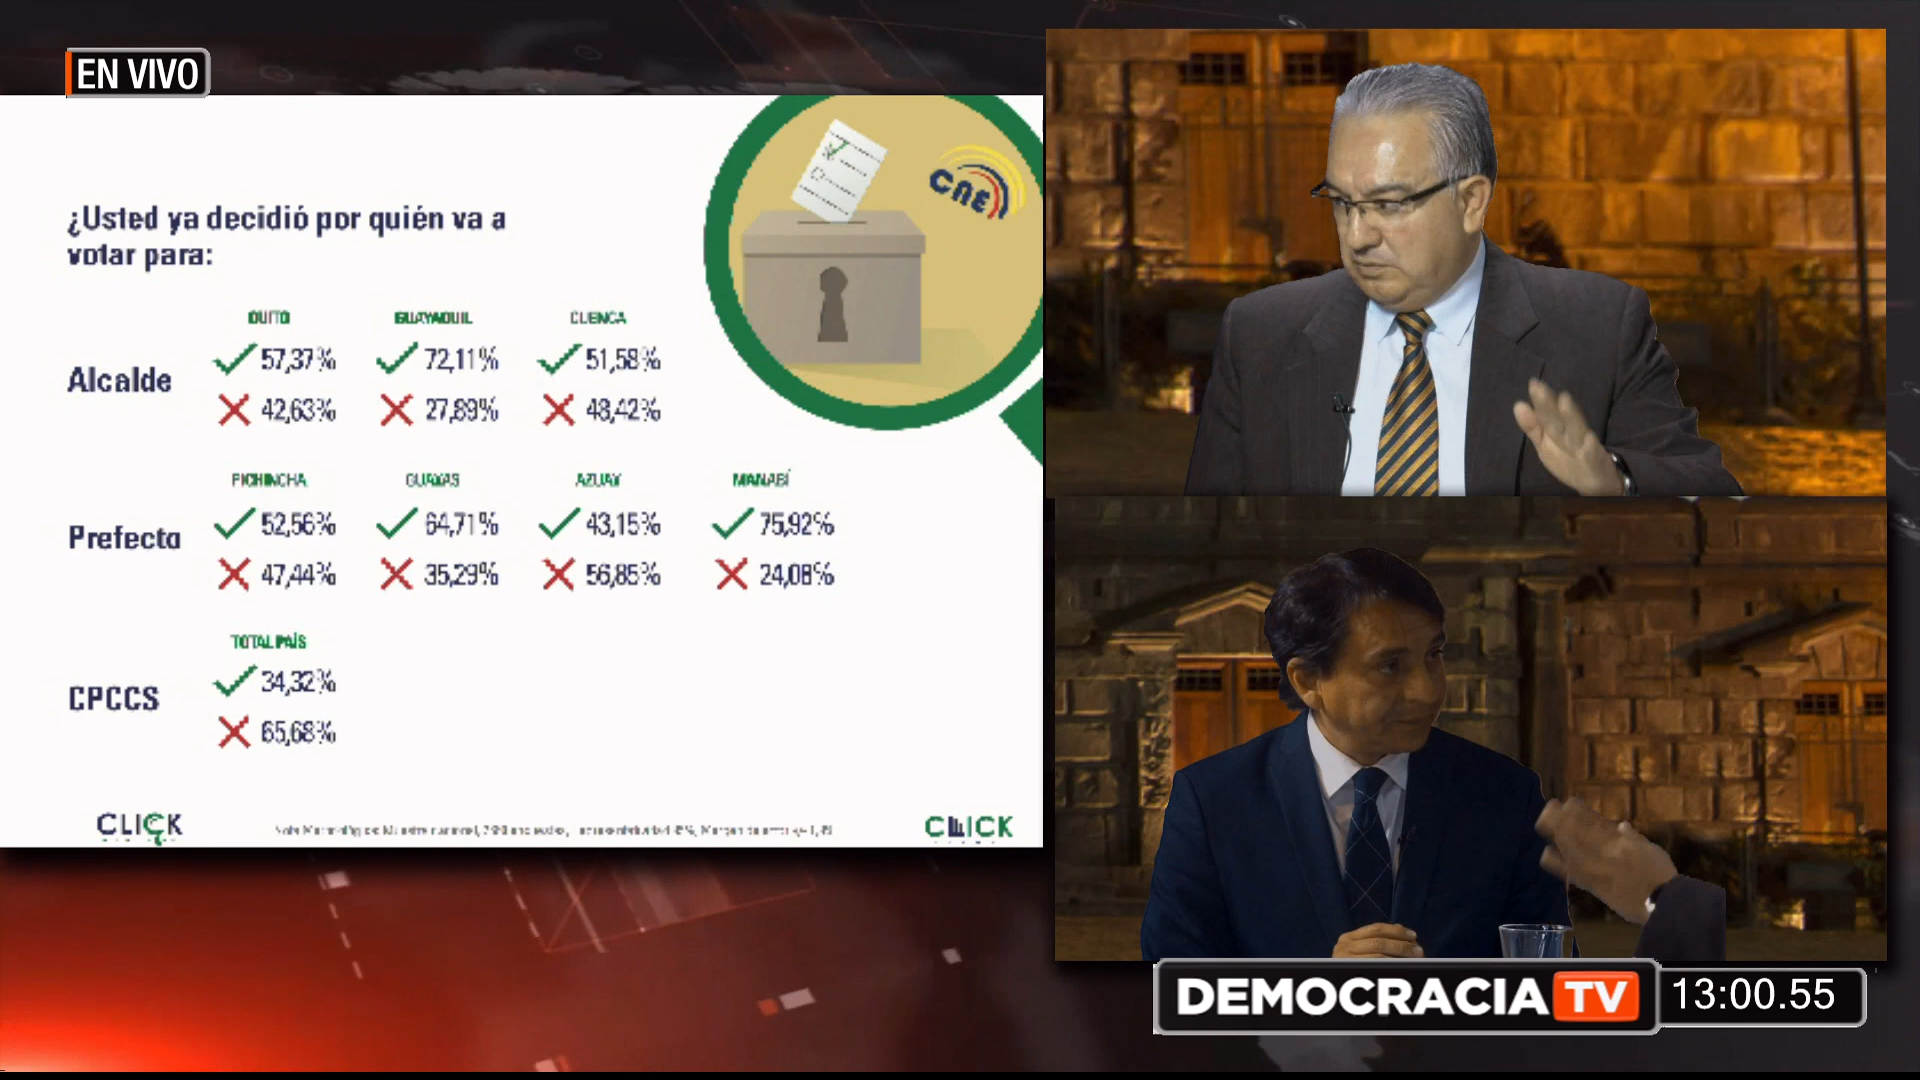 EN VIVO
CNE
¿Usted ya decidió por quién va a
votar para:
QUITO GUAYAQUIL CUENCA
Alcalde
57,37% 72,11% 51,58%
42,63% 27,89% 48,42%
PICHINCHA GUAYAS AZUAY MANABÍ
Prefecto
52,56% 64,71% 43,15% 75,92%
47,44% 35,29% 56,85% 24,08%
TOTAL PAÍS
CPCCS
34,32%
65,68%
CLICK
CLICK
DEMOCRACIA TV 13:00.55